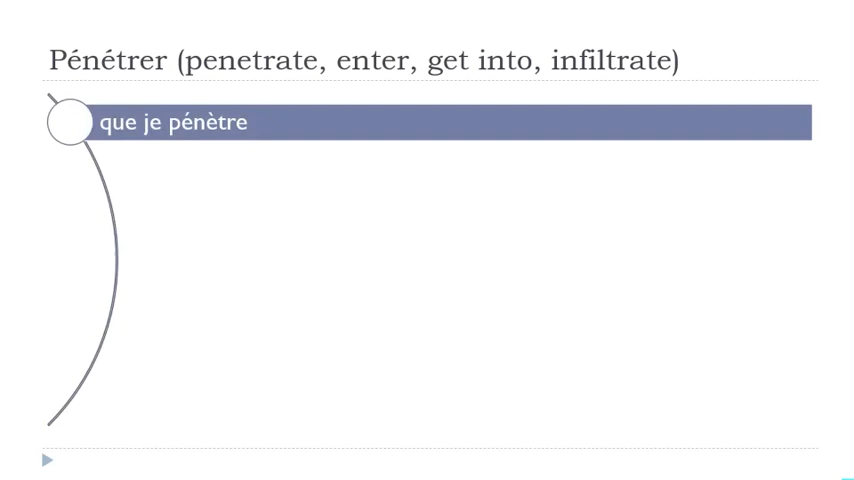 Pénétrer (penetrate, enter, get into, infiltrate)
que je pénètre